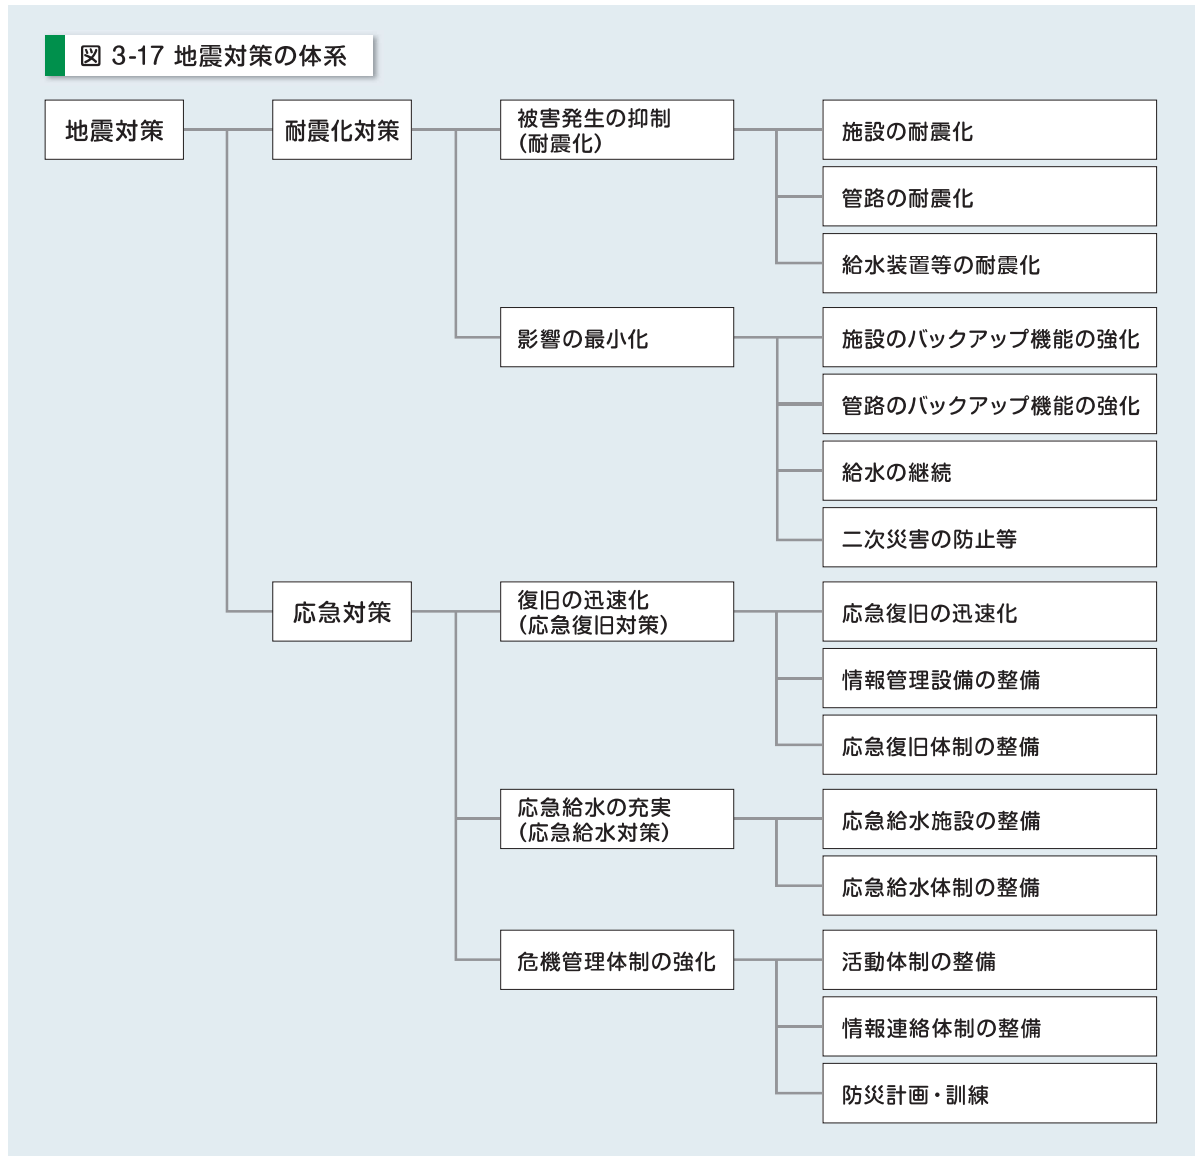 図 3-17 地震対策の体系
地震対策
耐震化対策
被害発生の抑制
(耐震化)
施設の耐震化
管路の耐震化
給水装置等の耐震化
影響の最小化
施設のバックアップ機能の強化
管路のバックアップ機能の強化
給水の継続
二次災害の防止等
応急対策
復旧の迅速化
(応急復旧対策)
応急復旧の迅速化
情報管理設備の整備
応急復旧体制の整備
応急給水の充実
(応急給水対策)
応急給水施設の整備
応急給水体制の整備
危機管理体制の強化
活動体制の整備
情報連絡体制の整備
防災計画・訓練